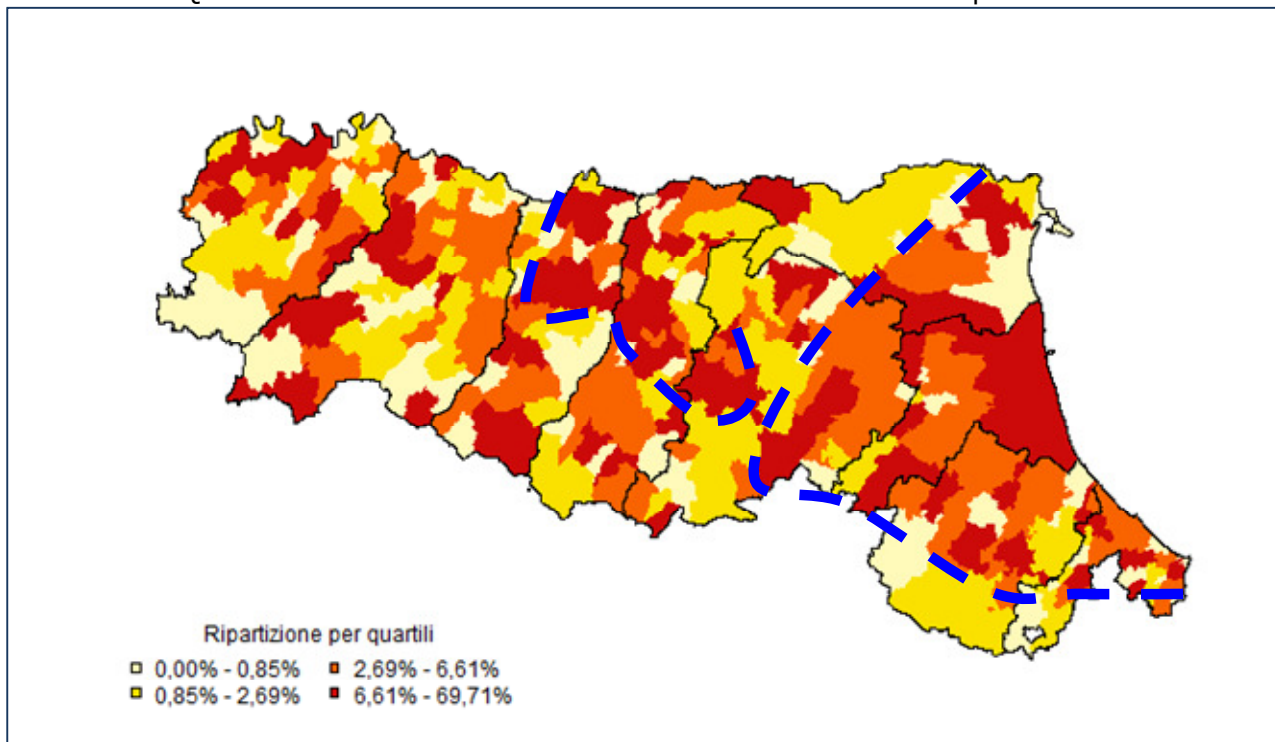 Ripartizione per quartili
0,00% - 0,85% 2,69% - 6,61%
0,85% - 2,69% 6,61% - 69,71%